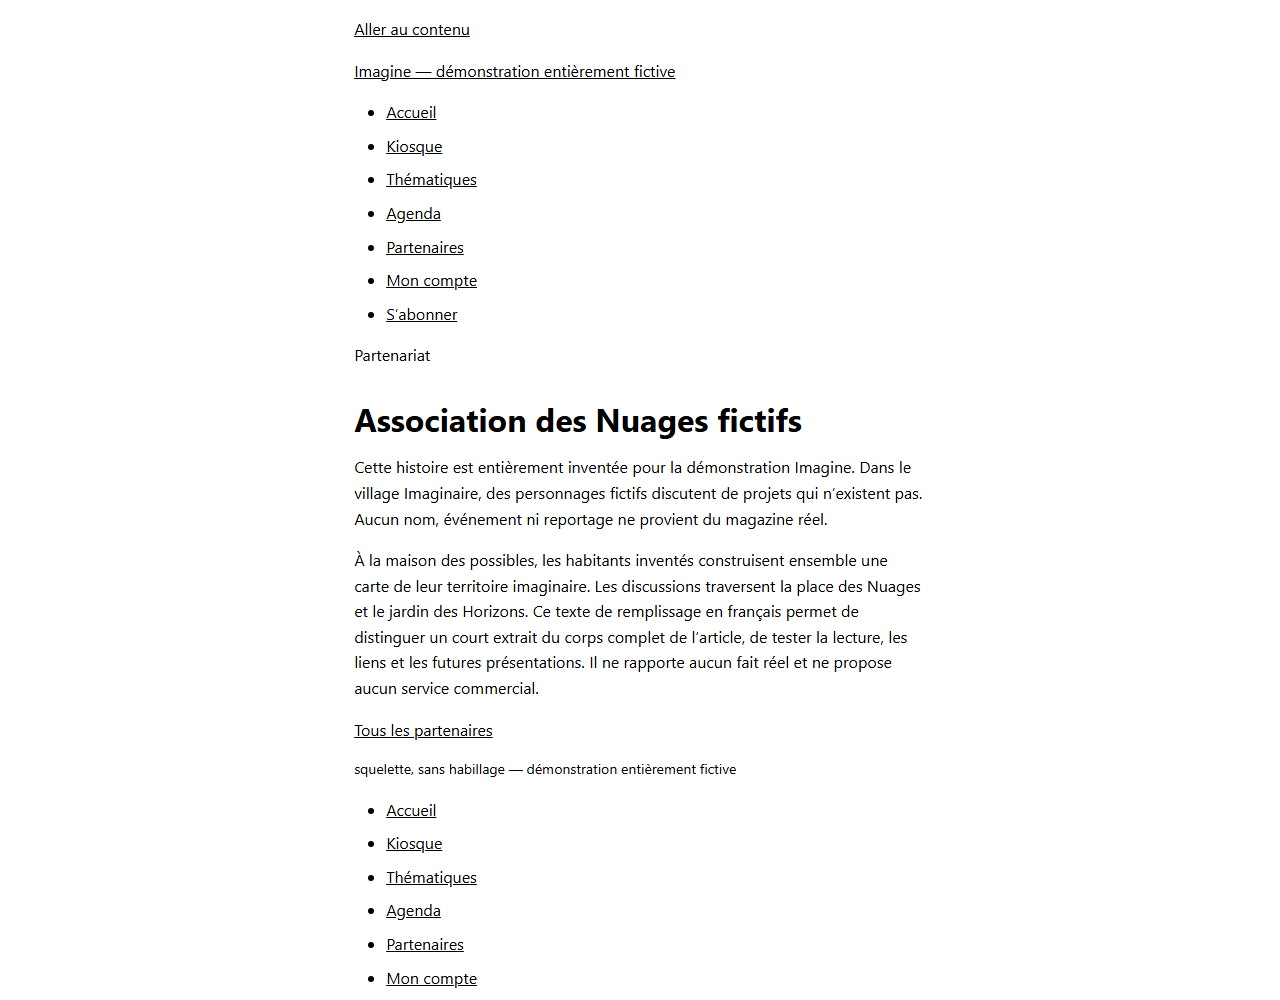 Aller au contenu
Imagine — démonstration entièrement fictive
Accueil
Kiosque
Thématiques
Agenda
Partenaires
Mon compte
S’abonner
Partenariat
Association des Nuages fictifs
Cette histoire est entièrement inventée pour la démonstration Imagine. Dans le
village Imaginaire, des personnages fictifs discutent de projets qui n’existent pas.
Aucun nom, événement ni reportage ne provient du magazine réel.
À la maison des possibles, les habitants inventés construisent ensemble une
carte de leur territoire imaginaire. Les discussions traversent la place des Nuages
et le jardin des Horizons. Ce texte de remplissage en français permet de
distinguer un court extrait du corps complet de l’article, de tester la lecture, les
liens et les futures présentations. Il ne rapporte aucun fait réel et ne propose
aucun service commercial.
Tous les partenaires
squelette, sans habillage — démonstration entièrement fictive
Accueil
Kiosque
Thématiques
Agenda
Partenaires
Mon compte